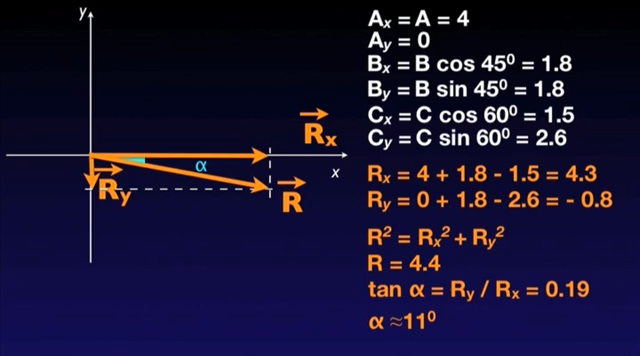 y
A_x = A = 4
A_y = 0
B_x = B cos 45⁰ = 1.8
B_y = B sin 45⁰ = 1.8
C_x = C cos 60⁰ = 1.5
C_y = C sin 60⁰ = 2.6
R_x
α
x
R_y
R
R_x = 4 + 1.8 - 1.5 = 4.3
R_y = 0 + 1.8 - 2.6 = - 0.8
R² = R_x² + R_y²
R = 4.4
tan α = R_y / R_x = 0.19
α ≈ 11⁰